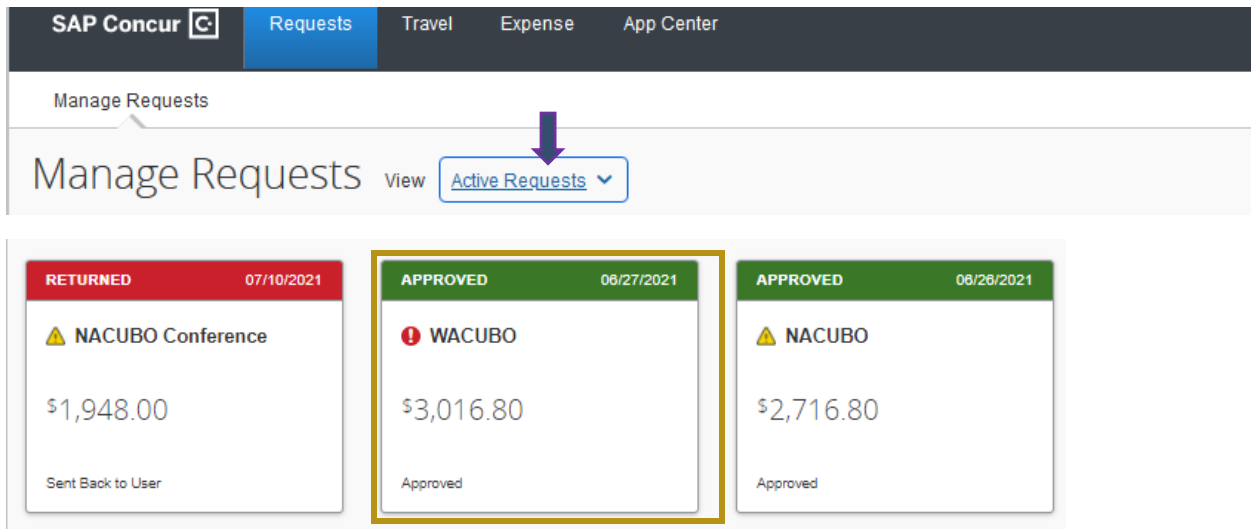 SAP Concur C Requests Travel Expense App Center
Manage Requests
Manage Requests View Active Requests
RETURNED 07/10/2021
NACUBO Conference
$1,948.00
Sent Back to User
APPROVED 06/27/2021
WACUBO
$3,016.80
Approved
APPROVED 06/26/2021
NACUBO
$2,716.80
Approved